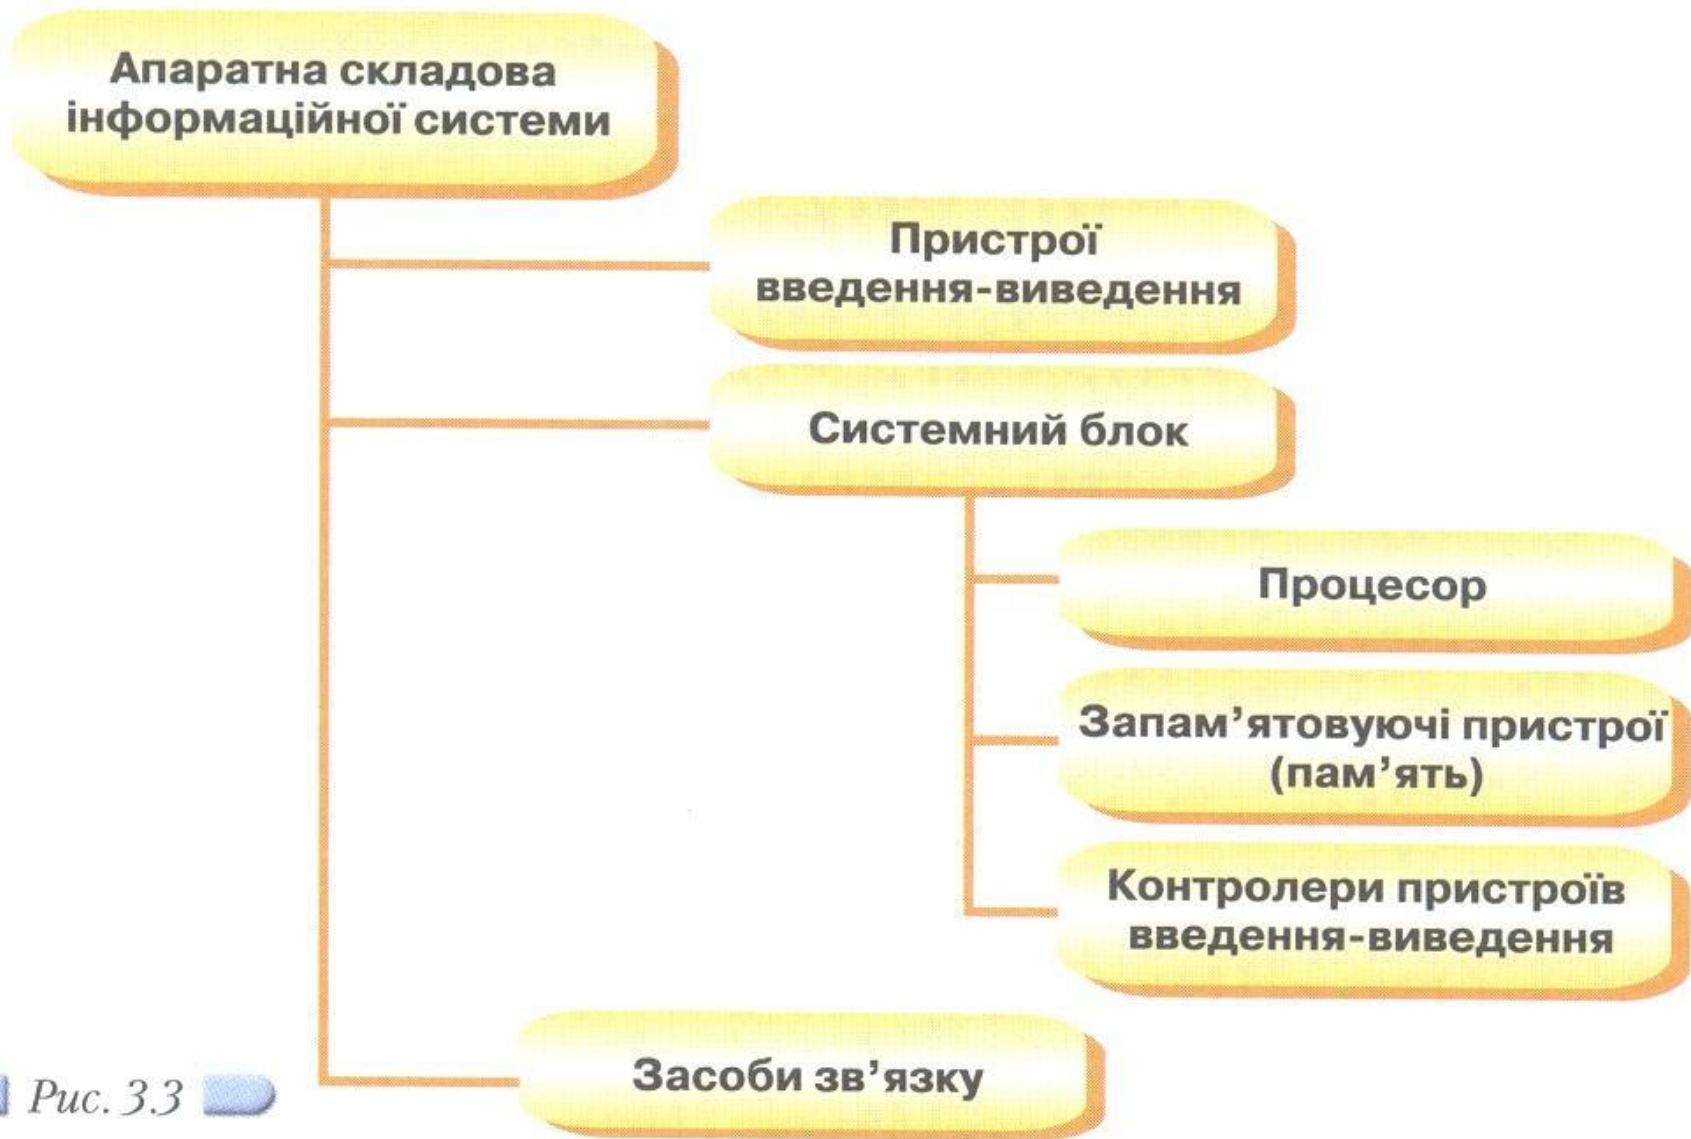 Апаратна складова
інформаційної системи
Пристрої
введення-виведення
Системний блок
Процесор
Запам’ятовуючі пристрої
(пам’ять)
Контролери пристроїв
введення-виведення
Засоби зв’язку
Рис. 3.3